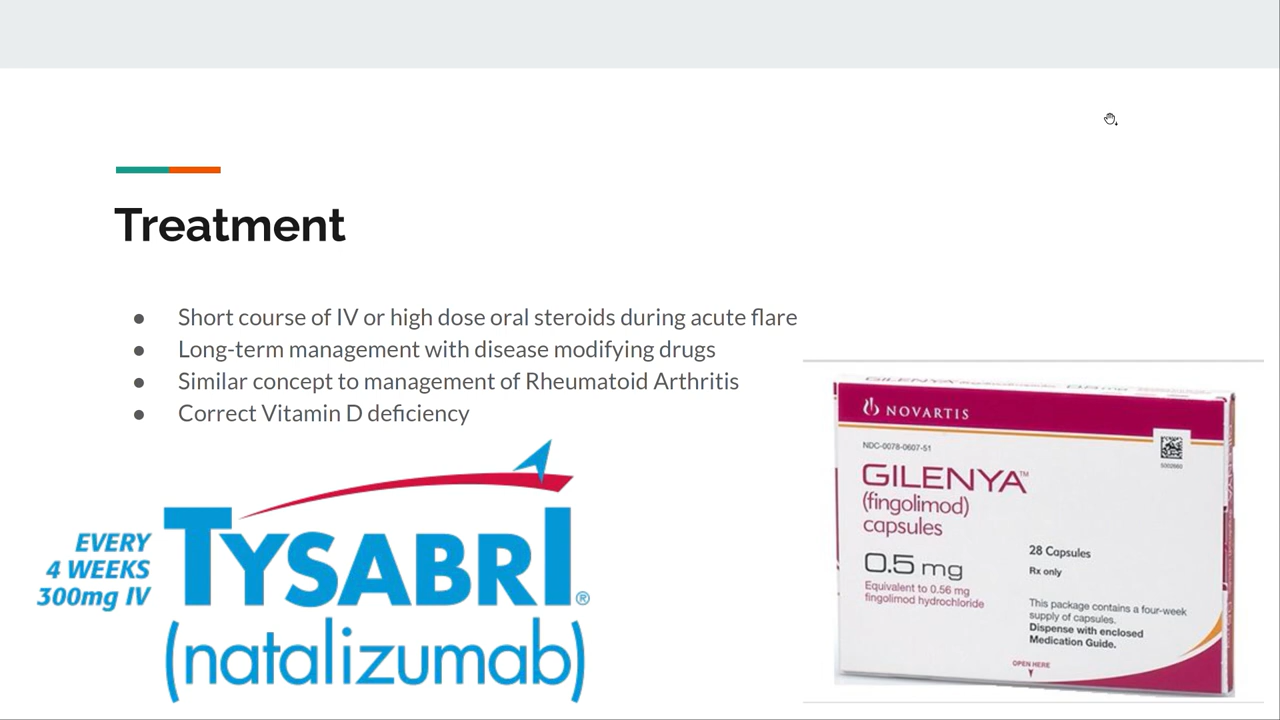 Treatment
● Short course of IV or high dose oral steroids during acute flare
● Long-term management with disease modifying drugs
● Similar concept to management of Rheumatoid Arthritis
● Correct Vitamin D deficiency
EVERY
4 WEEKS
300mg IV
TYSABRI®
(natalizumab)
NOVARTIS
NDC-0078-0607-51
GILENYA™
(fingolimod)
capsules
0.5 mg
Equivalent to 0.56 mg
fingolimod hydrochloride
28 Capsules
Rx only
This package contains a four-week
supply of capsules.
Dispense with enclosed
Medication Guide.
OPEN HERE